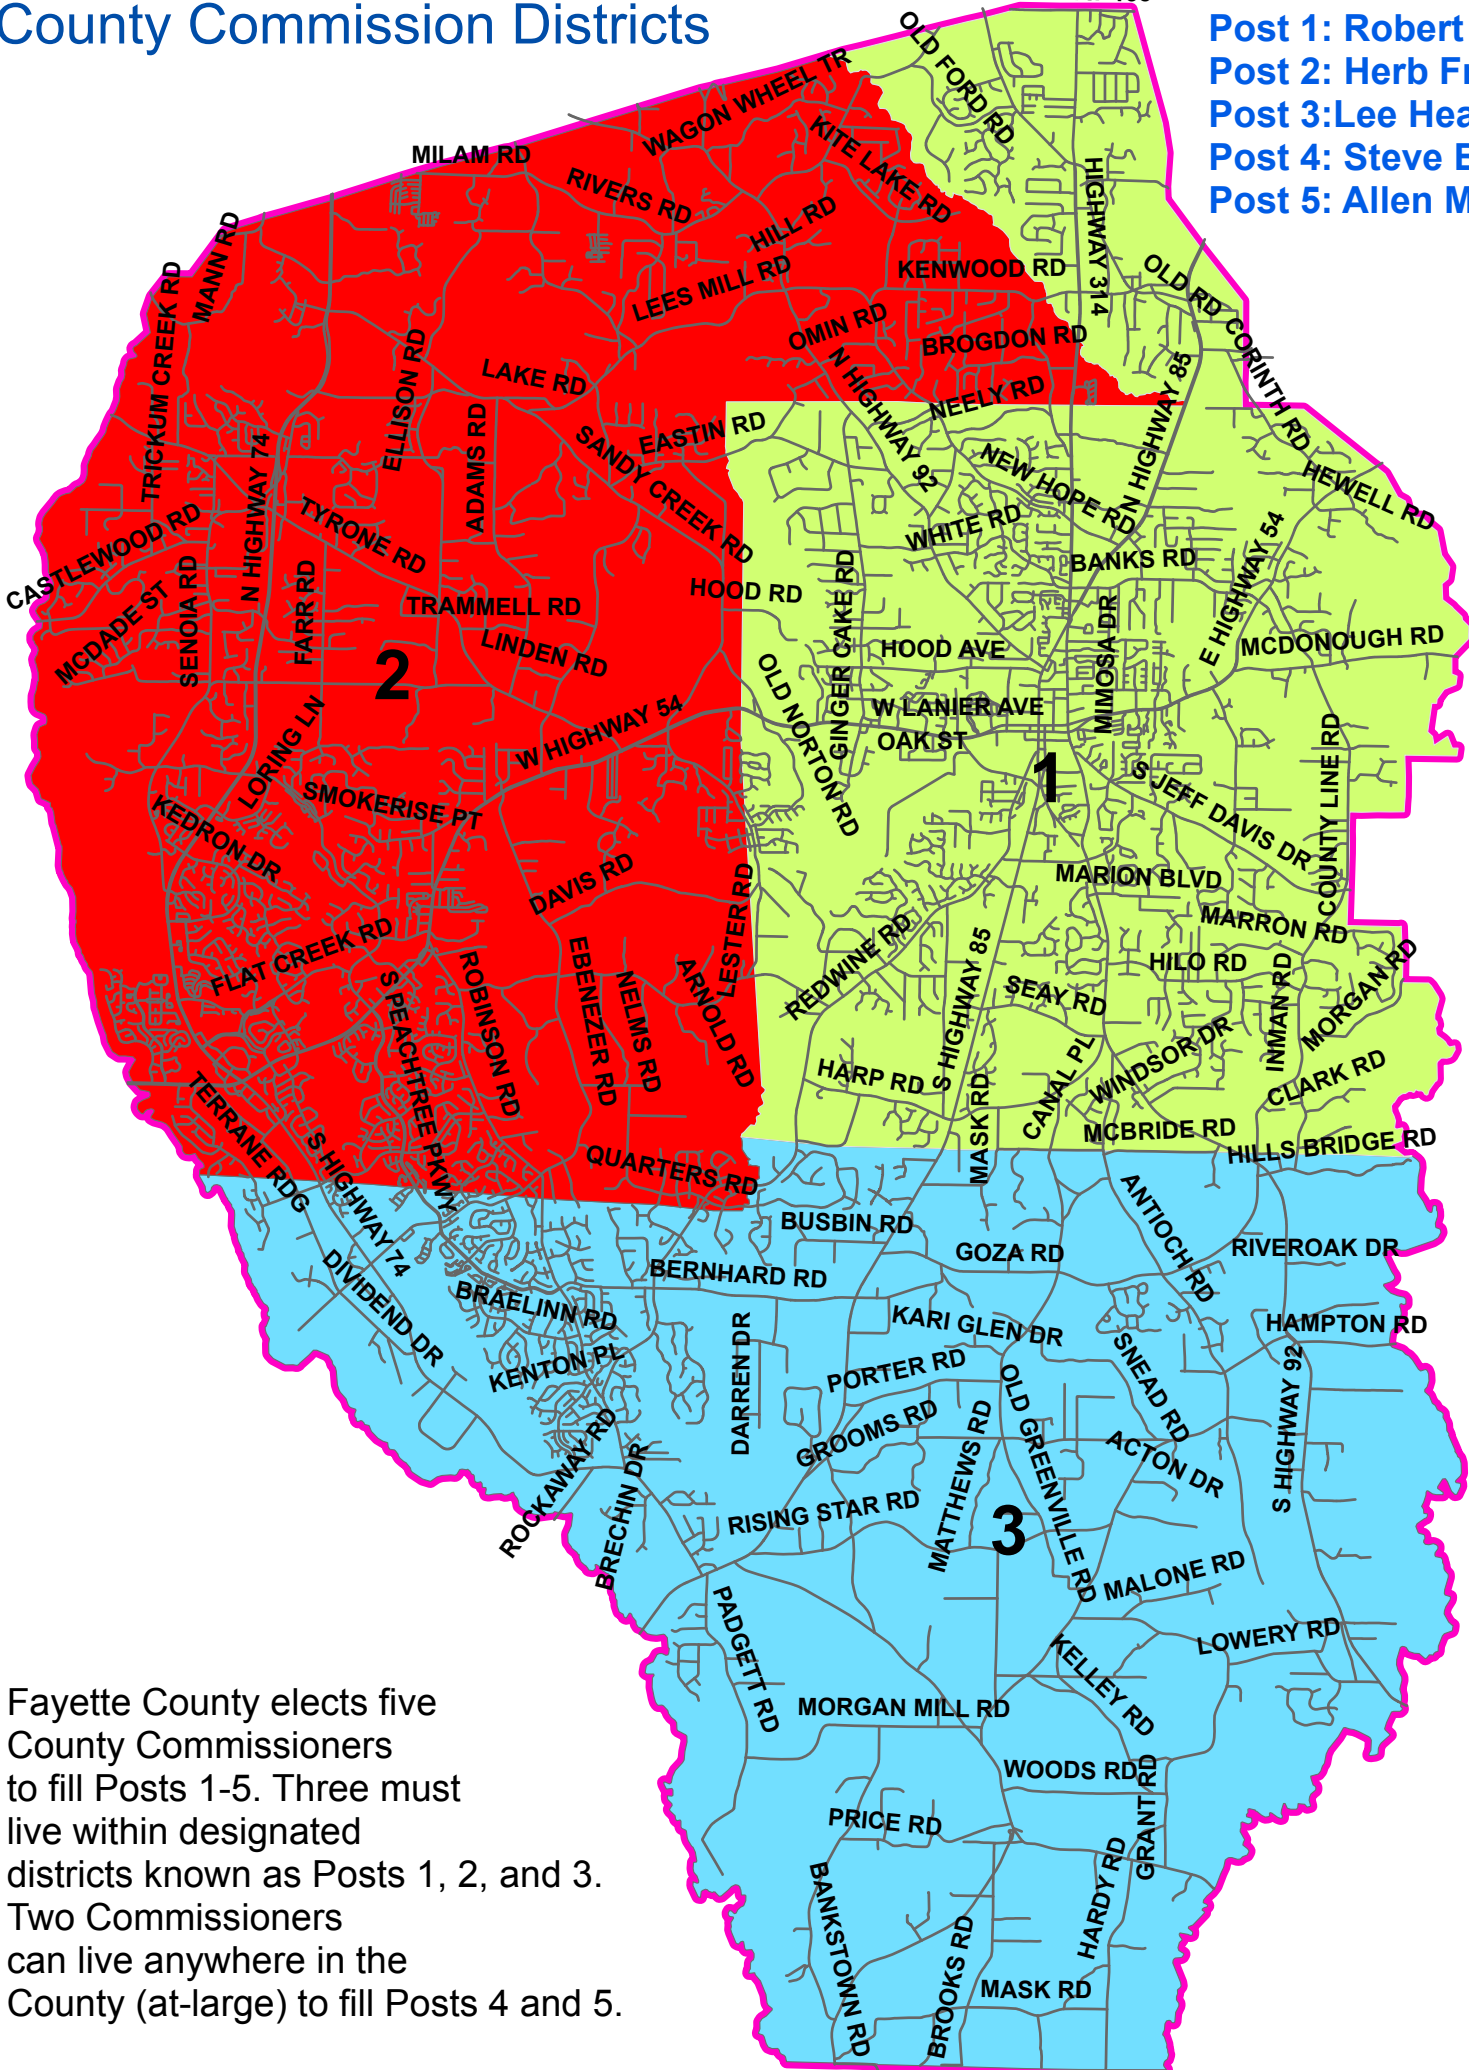 County Commission Districts
Post 1: Robert
Post 2: Herb Fr
Post 3:Lee Hea
Post 4: Steve
Post 5: Allen M
OLD FORD RD
WAGON WHEEL TR
KITE LAKE RD
MILAM RD
RIVERS RD
HILL RD
HIGHWAY 314
MANN RD
TRICKUM CREEK RD
LEES MILL RD
KENWOOD RD
OLD RD
CORINTH RD
OMIN RD
BROGDON RD
ELLISON RD
LAKE RD
N HIGHWAY 92
NEELY RD
N HIGHWAY 85
ADAMS RD
EASTIN RD
SANDY CREEK RD
NEW HOPE RD
HEWELL RD
N HIGHWAY 74
TYRONE RD
WHITE RD
CASTLEWOOD RD
BANKS RD
E HIGHWAY 54
MCDADE ST
SENOIA RD
FARR RD
TRAMMELL RD
HOOD RD
GINGER CAKE RD
MIMOSA DR
LINDEN RD
HOOD AVE
MCDONOUGH RD
2
OLD NORTON RD
W LANIER AVE
OAK ST
W HIGHWAY 54
LORING LN
1
S JEFF DAVIS DR
COUNTY LINE RD
KEDRON DR
SMOKERISE PT
DAVIS RD
MARION BLVD
LESTER RD
REDWINE RD
MARRON RD
FLAT CREEK RD
S PEACHTREE PKWY
ROBINSON RD
EBENEZER RD
NELMS RD
ARNOLD RD
S HIGHWAY 85
SEAY RD
HILO RD
INMAN RD
MORGAN RD
HARP RD
MASK RD
CANAL PL
WINDSOR DR
CLARK RD
TERRANE RDG
S HIGHWAY 74
MCBRIDE RD
HILLS BRIDGE RD
QUARTERS RD
BUSBIN RD
GOZA RD
ANTIOCH RD
RIVEROAK DR
DIVIDEND DR
BERNHARD RD
BRAELINN RD
KARI GLEN DR
HAMPTON RD
KENTON PL
DARREN DR
PORTER RD
OLD GREENVILLE RD
SNEAD RD
S HIGHWAY 92
GROOMS RD
MATTHEWS RD
ACTON DR
ROCKAWAY RD
BRECHIN DR
RISING STAR RD
3
MALONE RD
PADGETT RD
KELLEY RD
LOWERY RD
MORGAN MILL RD
WOODS RD
GRANT RD
PRICE RD
BANKSTOWN RD
BROOKS RD
HARDY RD
MASK RD
Fayette County elects five
County Commissioners
to fill Posts 1-5. Three must
live within designated
districts known as Posts 1, 2, and 3.
Two Commissioners
can live anywhere in the
County (at-large) to fill Posts 4 and 5.